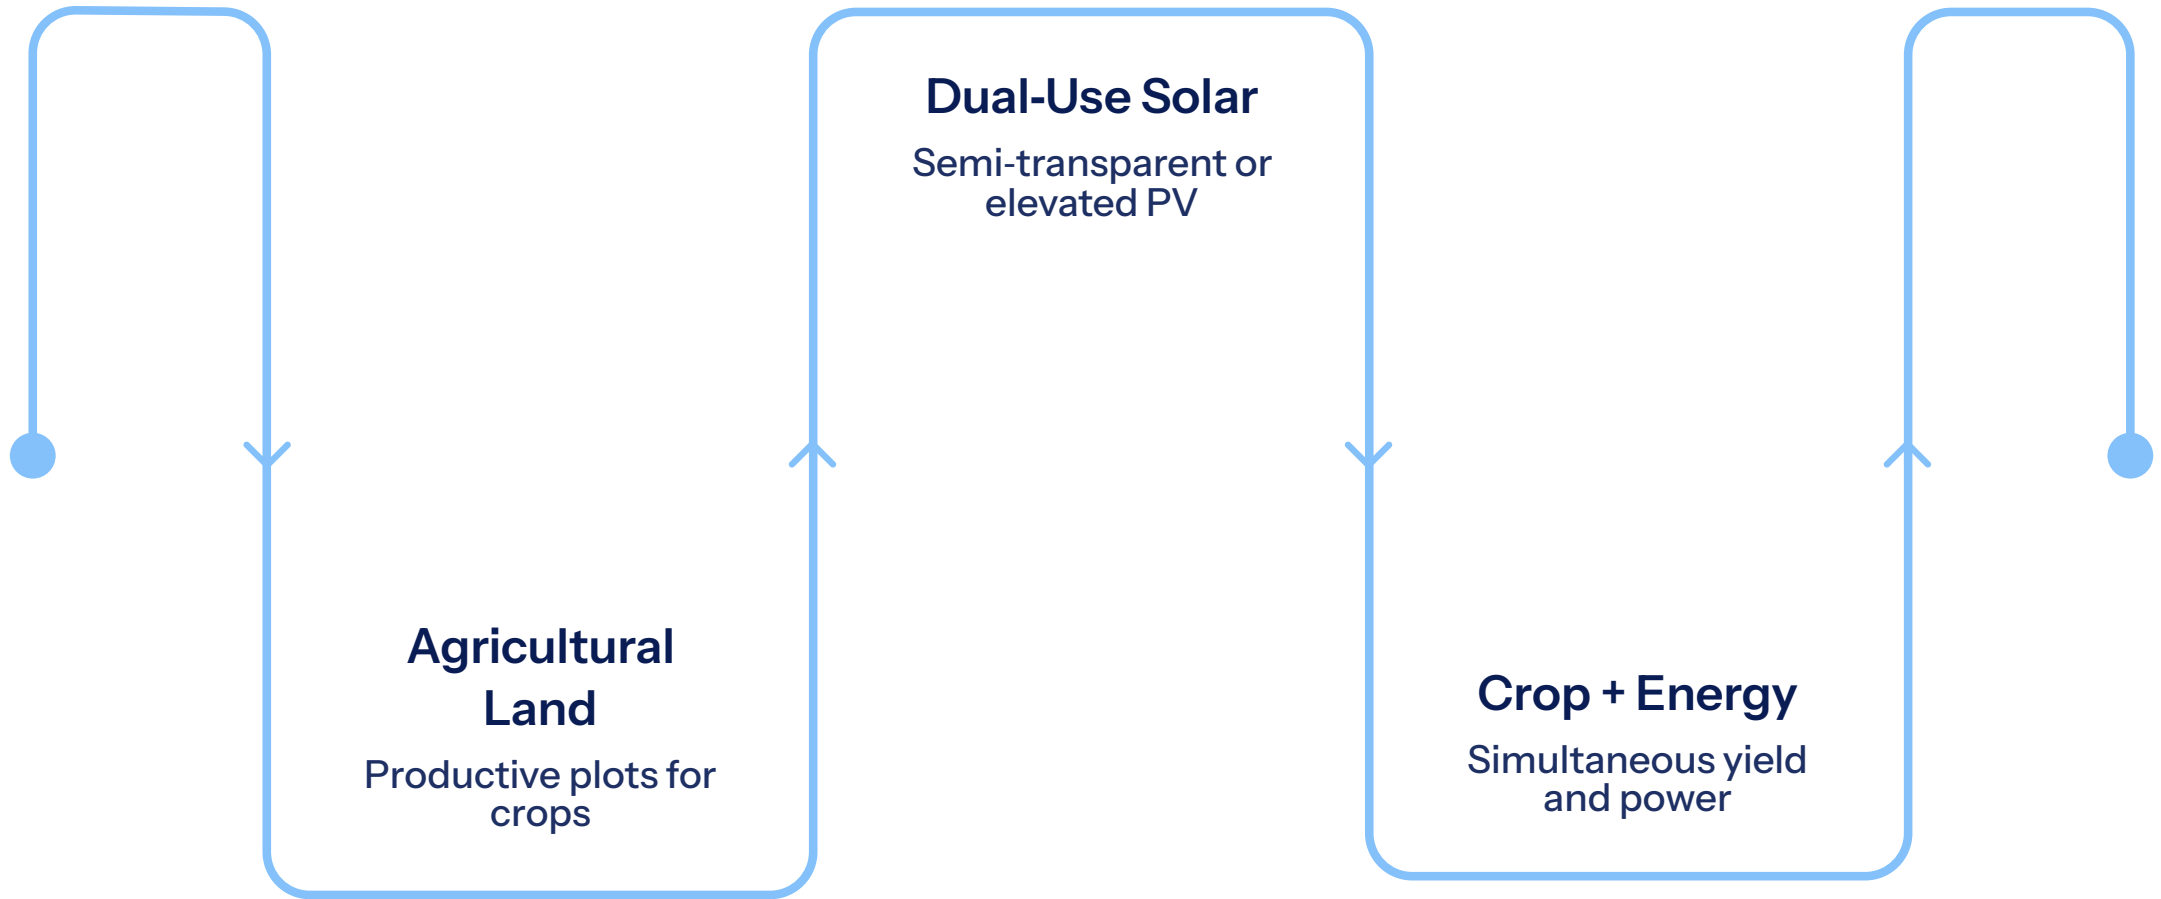 Agricultural
Land
Productive plots for
crops
Dual-Use Solar
Semi-transparent or
elevated PV
Crop + Energy
Simultaneous yield
and power